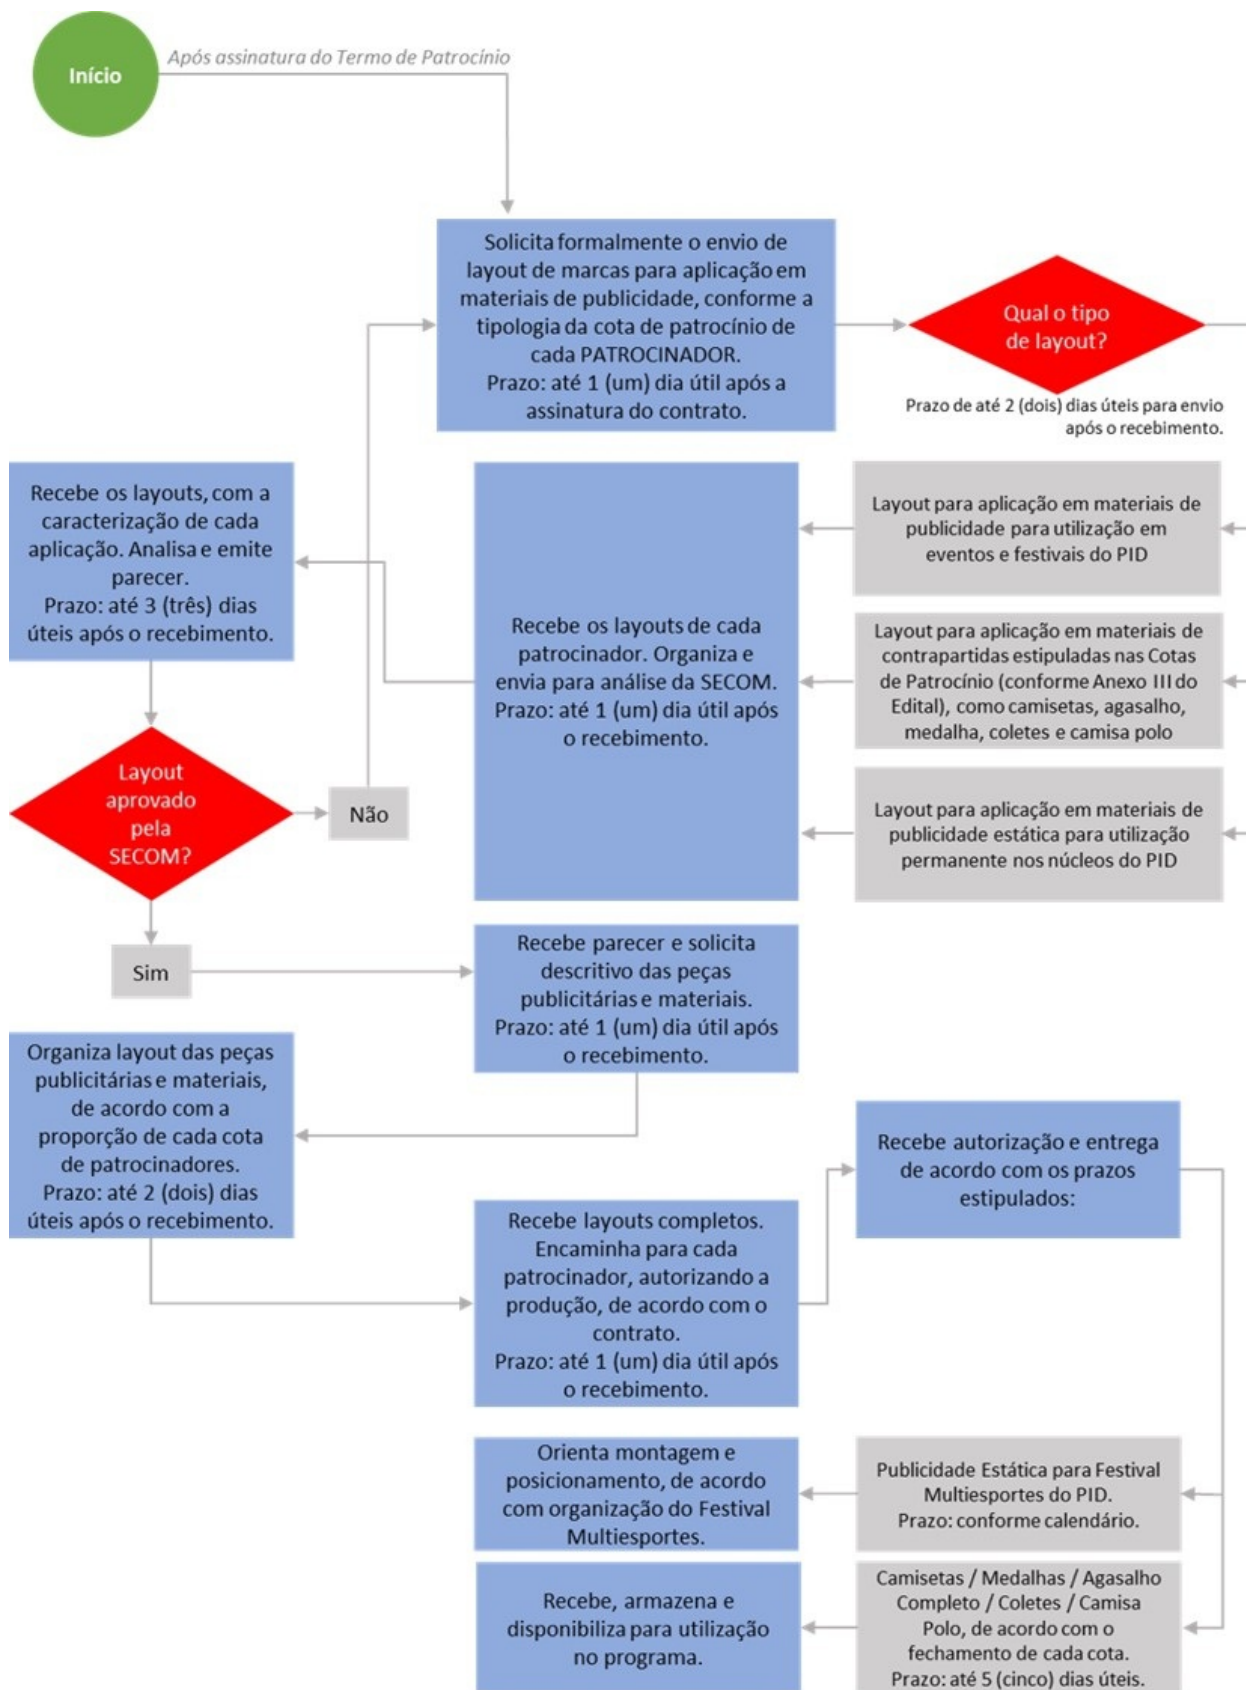 Início
Após assinatura do Termo de Patrocínio
Solicita formalmente o envio de
layout de marcas para aplicação em
materiais de publicidade, conforme a
tipologia da cota de patrocínio de
cada PATROCINADOR.
Prazo: até 1 (um) dia útil após a
assinatura do contrato.
Qual o tipo
de layout?
Prazo de até 2 (dois) dias úteis para envio
após o recebimento.
Layout para aplicação em materiais de
publicidade para utilização em
eventos e festivais do PID
Layout para aplicação em materiais de
contrapartidas estipuladas nas Cotas
de Patrocínio (conforme Anexo III do
Edital), como camisetas, agasalho,
medalha, coletes e camisa polo
Layout para aplicação em materiais de
publicidade estática para utilização
permanente nos núcleos do PID
Recebe os layouts de cada
patrocinador. Organiza e
envia para análise da SECOM.
Prazo: até 1 (um) dia útil após
o recebimento.
Recebe os layouts, com a
caracterização de cada
aplicação. Analisa e emite
parecer.
Prazo: até 3 (três) dias
úteis após o recebimento.
Layout
aprovado
pela
SECOM?
Não
Sim
Recebe parecer e solicita
descritivo das peças
publicitárias e materiais.
Prazo: até 1 (um) dia útil após
o recebimento.
Organiza layout das peças
publicitárias e materiais,
de acordo com a
proporção de cada cota
de patrocinadores.
Prazo: até 2 (dois) dias
úteis após o recebimento.
Recebe layouts completos.
Encaminha para cada
patrocinador, autorizando a
produção, de acordo com o
contrato.
Prazo: até 1 (um) dia útil após
o recebimento.
Recebe autorização e entrega
de acordo com os prazos
estipulados:
Publicidade Estática para Festival
Multiesportes do PID.
Prazo: conforme calendário.
Orienta montagem e
posicionamento, de acordo
com organização do Festival
Multiesportes.
Camisetas / Medalhas / Agasalho
Completo / Coletes / Camisa
Polo, de acordo com o
fechamento de cada cota.
Prazo: até 5 (cinco) dias úteis.
Recebe, armazena e
disponibiliza para utilização
no programa.